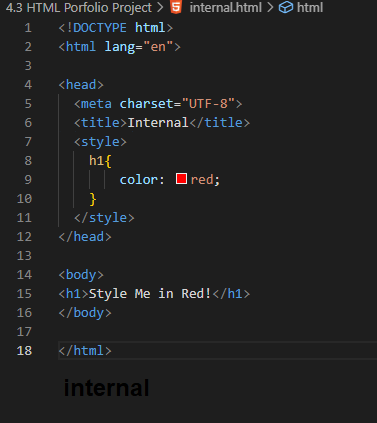 4.3 HTML Porfolio Project > internal.html > html
1 <!DOCTYPE html>
2 <html lang="en">
3
4 <head>
5 <meta charset="UTF-8">
6 <title>Internal</title>
7 <style>
8 h1{
9 color: red;
10 }
11 </style>
12 </head>
13
14 <body>
15 <h1>Style Me in Red!</h1>
16 </body>
17
18 </html>
internal